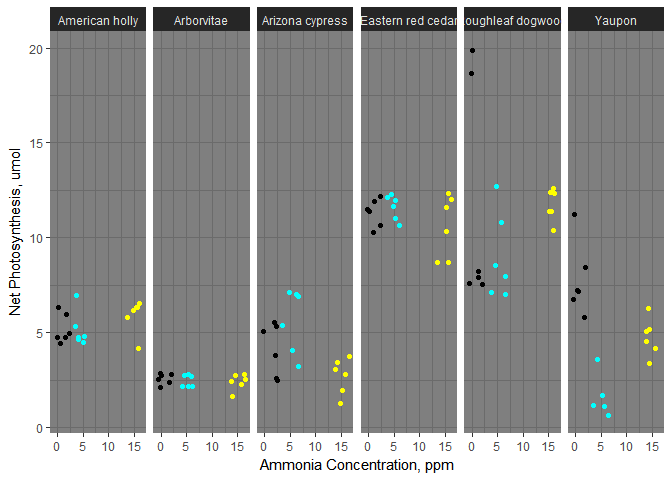 American holly
Arborvitae
Arizona cypress
Eastern red cedar
oughleaf dogwoo
Yaupon
20
15
10
5
0
Net Photosynthesis, umol
0 5 10 15 0 5 10 15 0 5 10 15 0 5 10 15 0 5 10 15 0 5 10 15
Ammonia Concentration, ppm